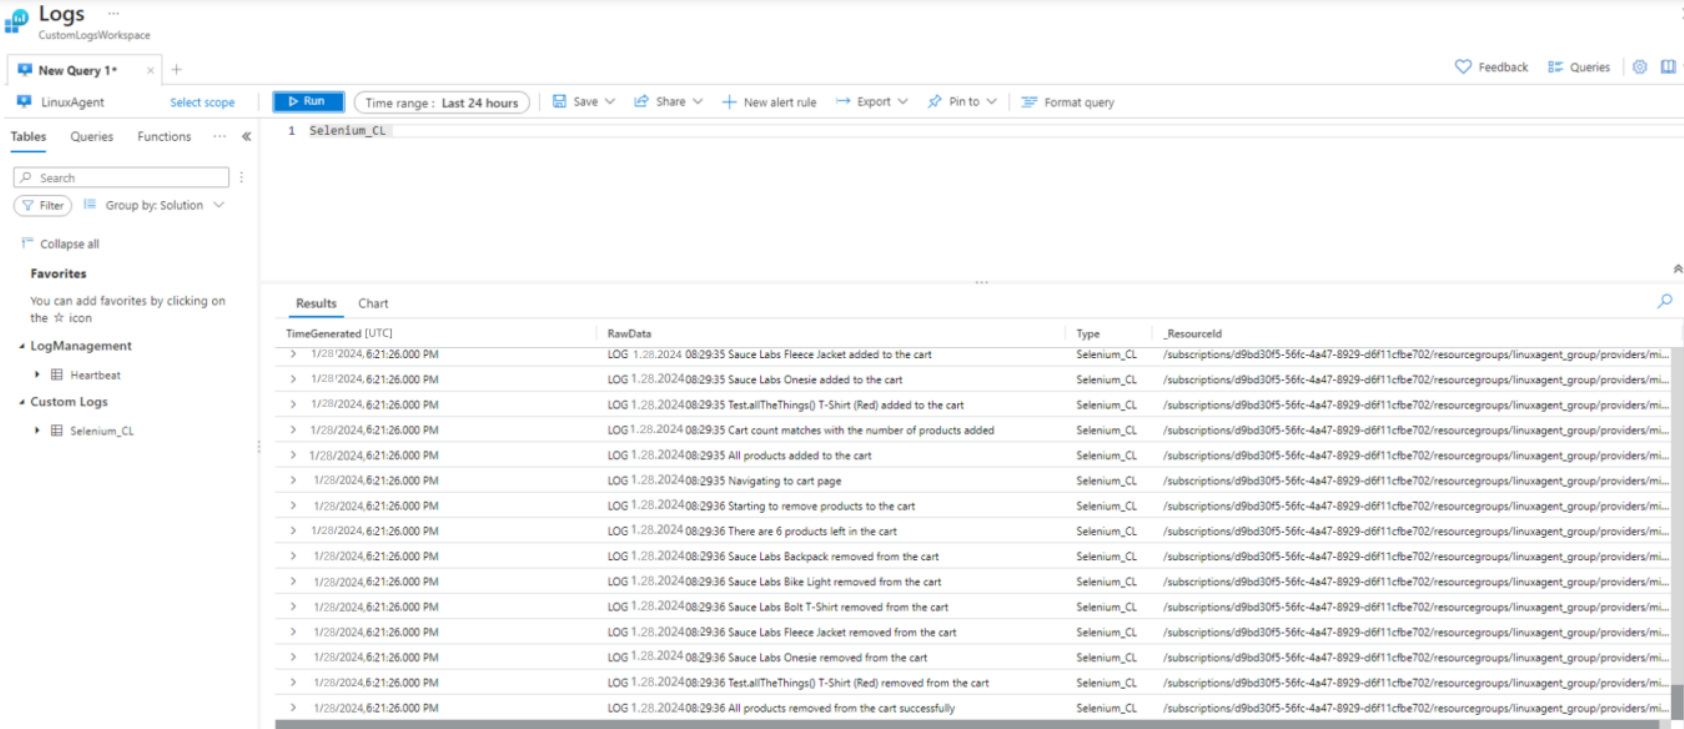 Logs ...
CustomLogsWorkspace
New Query 1* × +
Feedback Queries
LinuxAgent Select scope Run Time range : Last 24 hours Save Share New alert rule Export Pin to Format query
Tables Queries Functions ... «
1 Selenium_CL
Search
Filter Group by: Solution
Collapse all
Favorites
You can add favorites by clicking on
the ☆ icon
LogManagement
Heartbeat
Custom Logs
Selenium_CL
Results Chart
TimeGenerated [UTC] RawData Type _ResourceId
1/28/2024, 6:21:26.000 PM LOG 1.28.2024 08:29:35 Sauce Labs Fleece Jacket added to the cart Selenium_CL /subscriptions/d9bd30f5-56fc-4a47-8929-d6f11cfbe702/resourcegroups/linuxagent_group/providers/mi...
1/28/2024, 6:21:26.000 PM LOG 1.28.2024 08:29:35 Sauce Labs Onesie added to the cart Selenium_CL /subscriptions/d9bd30f5-56fc-4a47-8929-d6f11cfbe702/resourcegroups/linuxagent_group/providers/mi...
1/28/2024, 6:21:26.000 PM LOG 1.28.2024 08:29:35 Test.allTheThings() T-Shirt (Red) added to the cart Selenium_CL /subscriptions/d9bd30f5-56fc-4a47-8929-d6f11cfbe702/resourcegroups/linuxagent_group/providers/mi...
1/28/2024, 6:21:26.000 PM LOG 1.28.2024 08:29:35 Cart count matches with the number of products added Selenium_CL /subscriptions/d9bd30f5-56fc-4a47-8929-d6f11cfbe702/resourcegroups/linuxagent_group/providers/mi...
1/28/2024, 6:21:26.000 PM LOG 1.28.2024 08:29:35 All products added to the cart Selenium_CL /subscriptions/d9bd30f5-56fc-4a47-8929-d6f11cfbe702/resourcegroups/linuxagent_group/providers/mi...
1/28/2024, 6:21:26.000 PM LOG 1.28.2024 08:29:35 Navigating to cart page Selenium_CL /subscriptions/d9bd30f5-56fc-4a47-8929-d6f11cfbe702/resourcegroups/linuxagent_group/providers/mi...
1/28/2024, 6:21:26.000 PM LOG 1.28.2024 08:29:36 Starting to remove products to the cart Selenium_CL /subscriptions/d9bd30f5-56fc-4a47-8929-d6f11cfbe702/resourcegroups/linuxagent_group/providers/mi...
1/28/2024, 6:21:26.000 PM LOG 1.28.2024 08:29:36 There are 6 products left in the cart Selenium_CL /subscriptions/d9bd30f5-56fc-4a47-8929-d6f11cfbe702/resourcegroups/linuxagent_group/providers/mi...
1/28/2024, 6:21:26.000 PM LOG 1.28.2024 08:29:36 Sauce Labs Backpack removed from the cart Selenium_CL /subscriptions/d9bd30f5-56fc-4a47-8929-d6f11cfbe702/resourcegroups/linuxagent_group/providers/mi...
1/28/2024, 6:21:26.000 PM LOG 1.28.2024 08:29:36 Sauce Labs Bike Light removed from the cart Selenium_CL /subscriptions/d9bd30f5-56fc-4a47-8929-d6f11cfbe702/resourcegroups/linuxagent_group/providers/mi...
1/28/2024, 6:21:26.000 PM LOG 1.28.2024 08:29:36 Sauce Labs Bolt T-Shirt removed from the cart Selenium_CL /subscriptions/d9bd30f5-56fc-4a47-8929-d6f11cfbe702/resourcegroups/linuxagent_group/providers/mi...
1/28/2024, 6:21:26.000 PM LOG 1.28.2024 08:29:36 Sauce Labs Fleece Jacket removed from the cart Selenium_CL /subscriptions/d9bd30f5-56fc-4a47-8929-d6f11cfbe702/resourcegroups/linuxagent_group/providers/mi...
1/28/2024, 6:21:26.000 PM LOG 1.28.2024 08:29:36 Sauce Labs Onesie removed from the cart Selenium_CL /subscriptions/d9bd30f5-56fc-4a47-8929-d6f11cfbe702/resourcegroups/linuxagent_group/providers/mi...
1/28/2024, 6:21:26.000 PM LOG 1.28.2024 08:29:36 Test.allTheThings() T-Shirt (Red) removed from the cart Selenium_CL /subscriptions/d9bd30f5-56fc-4a47-8929-d6f11cfbe702/resourcegroups/linuxagent_group/providers/mi...
1/28/2024, 6:21:26.000 PM LOG 1.28.2024 08:29:36 All products removed from the cart successfully Selenium_CL /subscriptions/d9bd30f5-56fc-4a47-8929-d6f11cfbe702/resourcegroups/linuxagent_group/providers/mi...